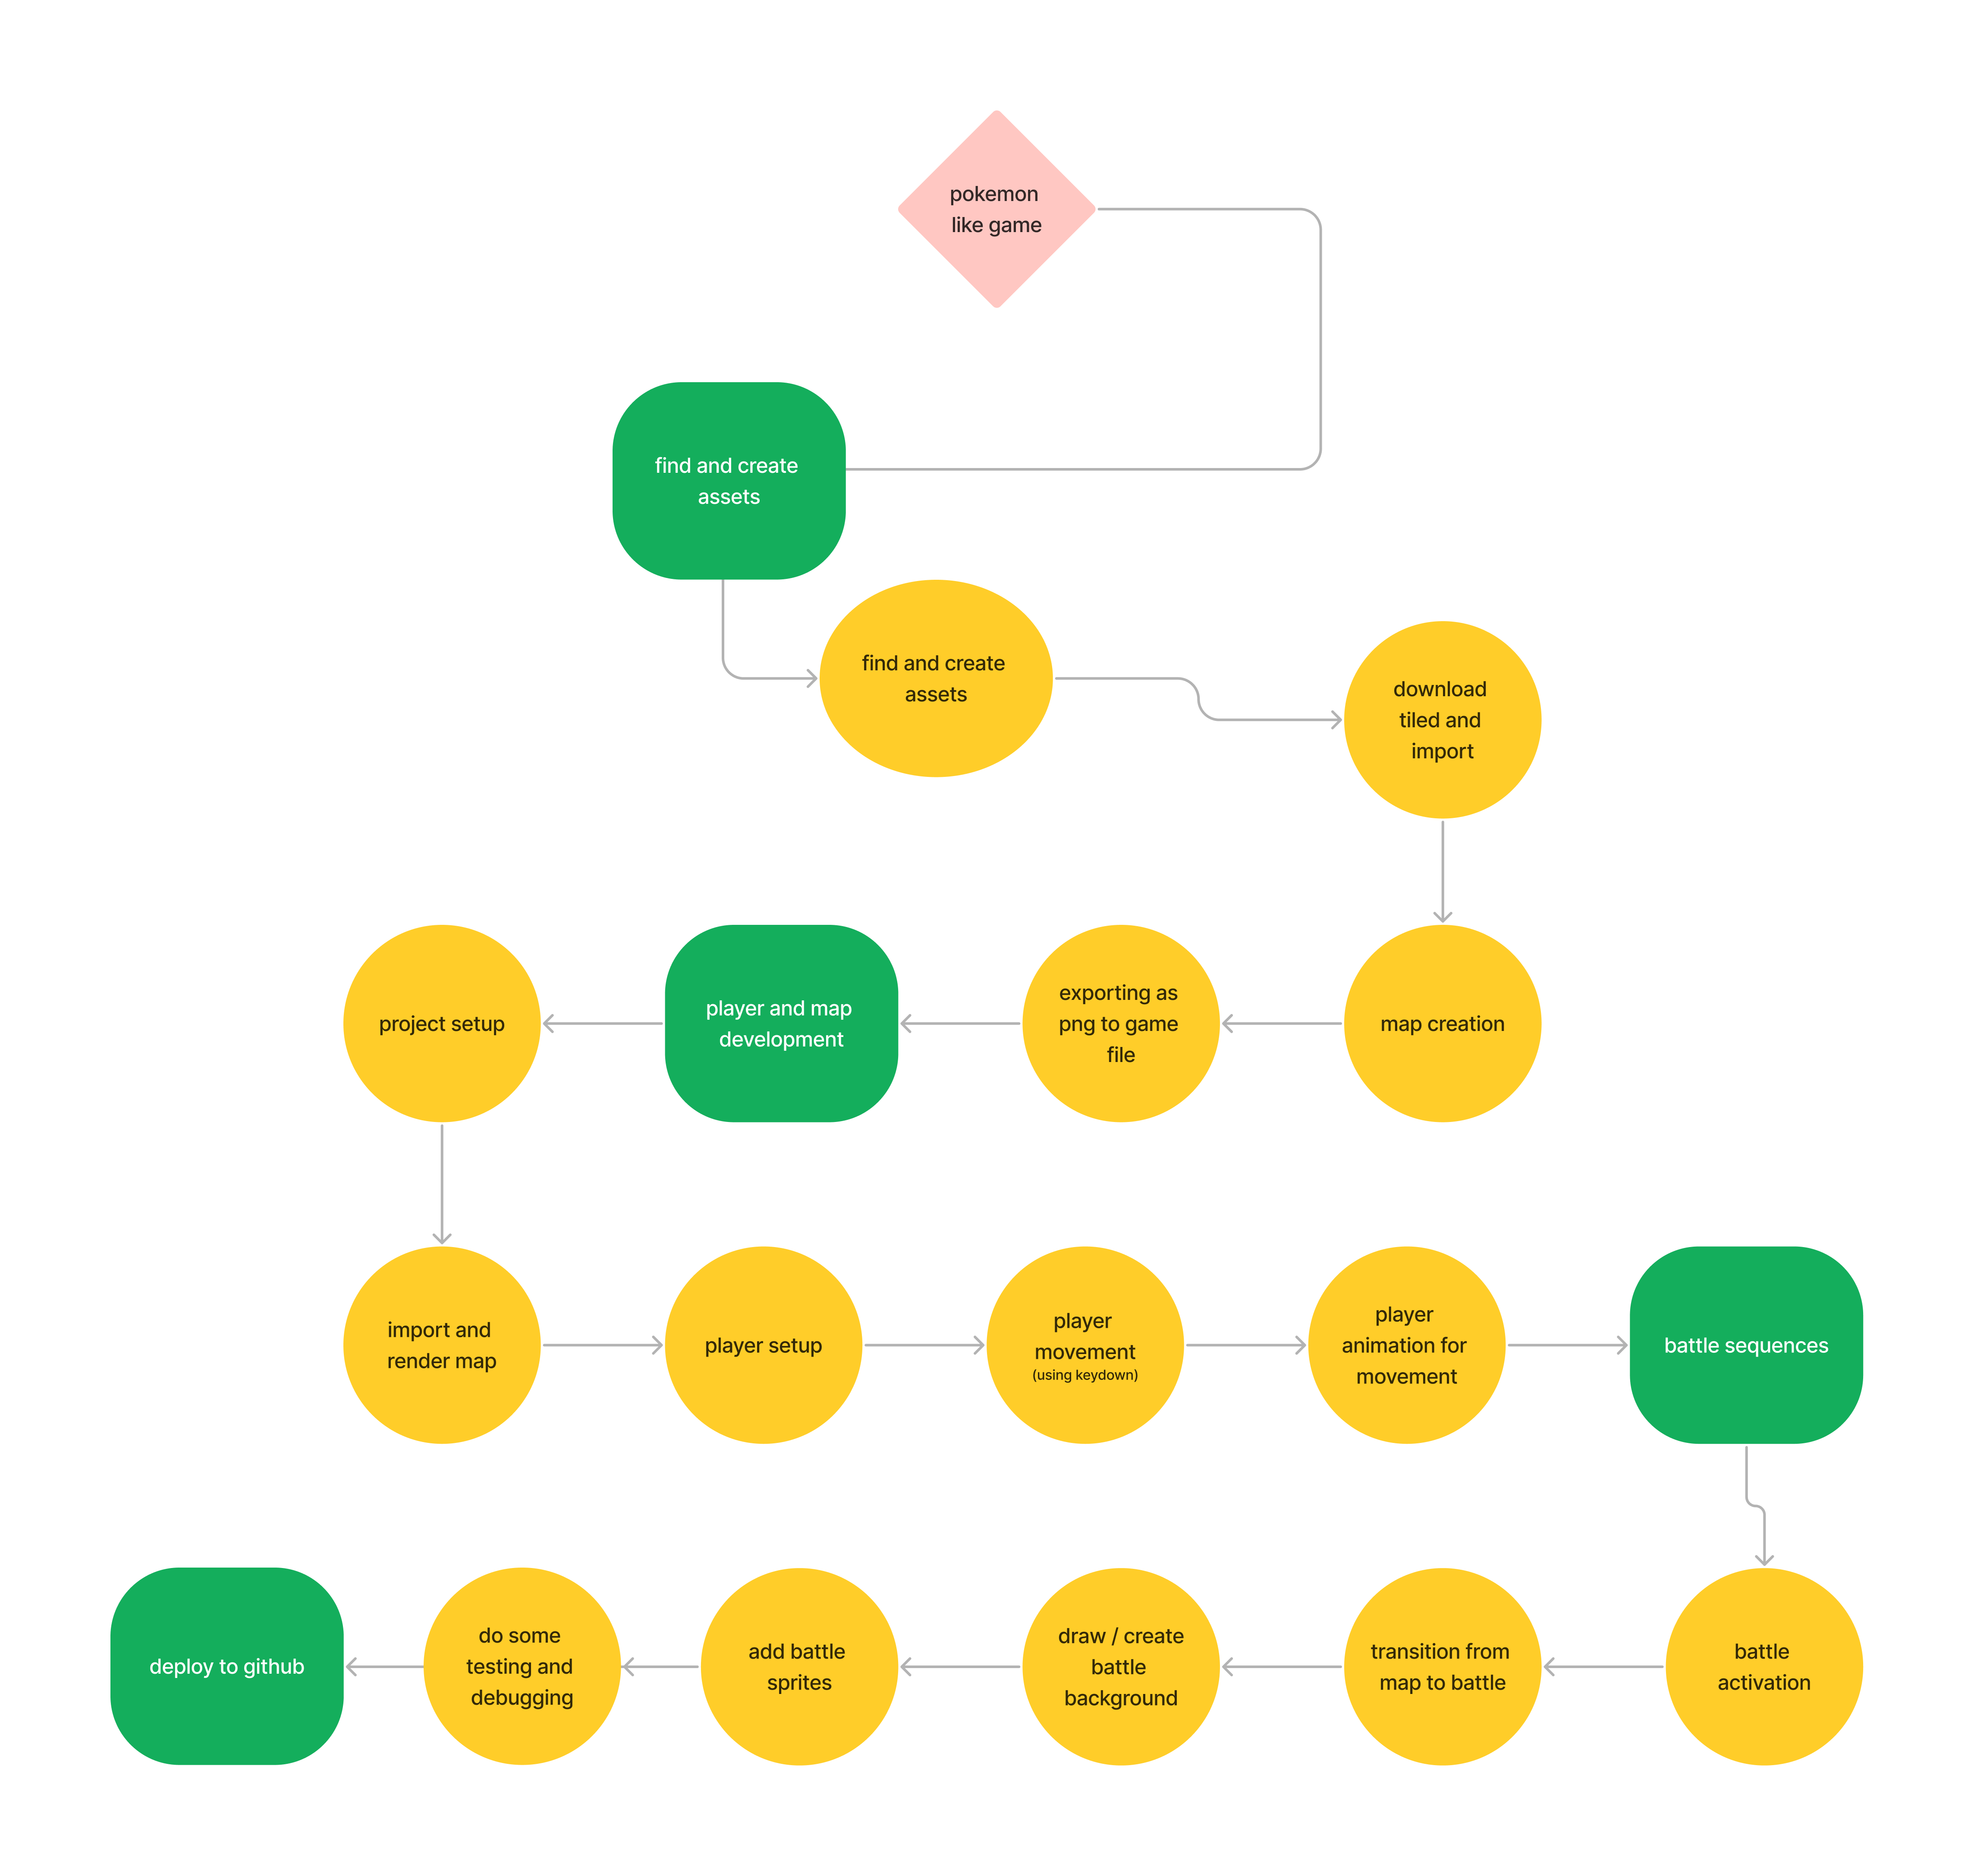 pokemon
like game
find and create
assets
find and create
assets
download
tiled and
import
project setup
player and map
development
exporting as
png to game
file
map creation
import and
render map
player setup
player
movement
(using keydown)
player
animation for
movement
battle sequences
deploy to github
do some
testing and
debugging
add battle
sprites
draw / create
battle
background
transition from
map to battle
battle
activation